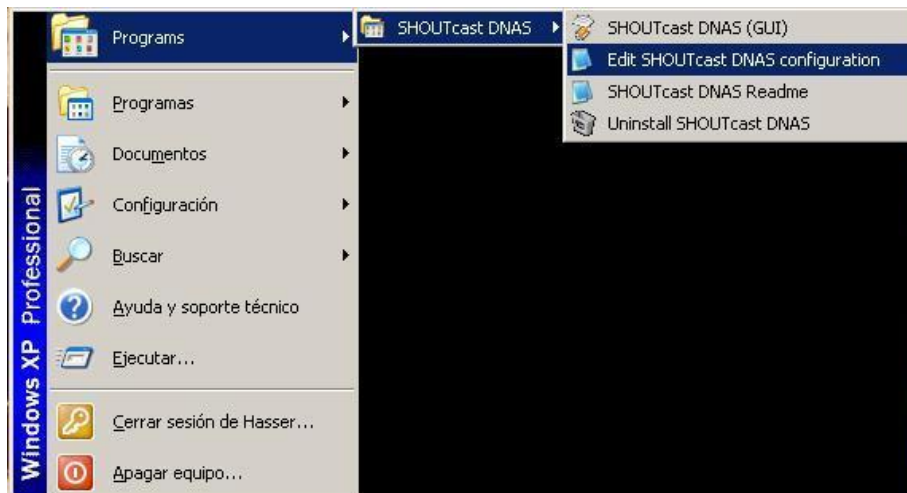 Windows XP Professional
Programs
Programas
Documentos
Configuración
Buscar
Ayuda y soporte técnico
Ejecutar...
Cerrar sesión de Hasser...
Apagar equipo...
SHOUTcast DNAS
SHOUTcast DNAS (GUI)
Edit SHOUTcast DNAS configuration
SHOUTcast DNAS Readme
Uninstall SHOUTcast DNAS